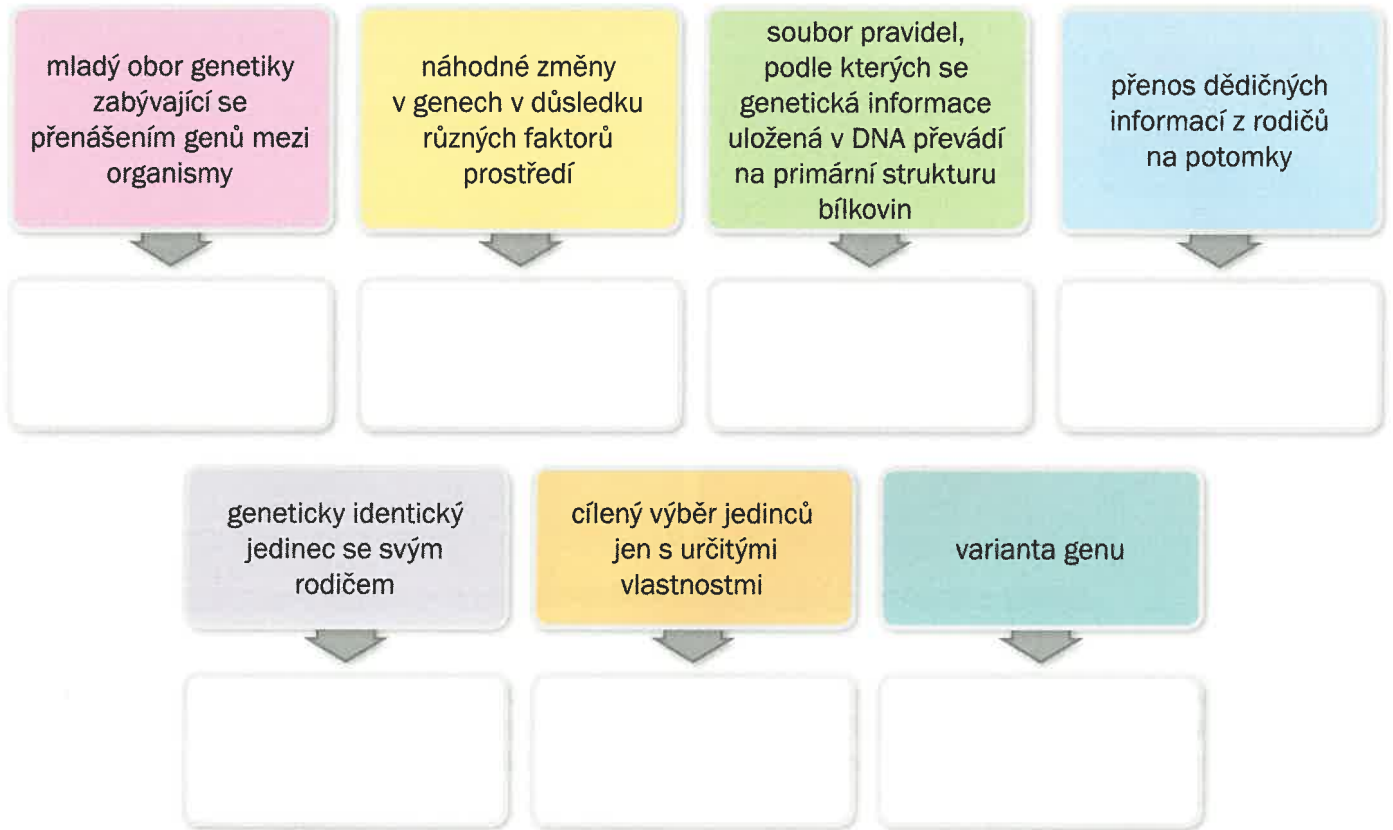 mladý obor genetiky
zabývající se
přenášením genů mezi
organismy
náhodné změny
v genech v důsledku
různých faktorů
prostředí
soubor pravidel,
podle kterých se
genetická informace
uložená v DNA převádí
na primární strukturu
bílkovin
přenos dědičných
informací z rodičů
na potomky
geneticky identický
jedinec se svým
rodičem
cílený výběr jedinců
jen s určitými
vlastnostmi
varianta genu